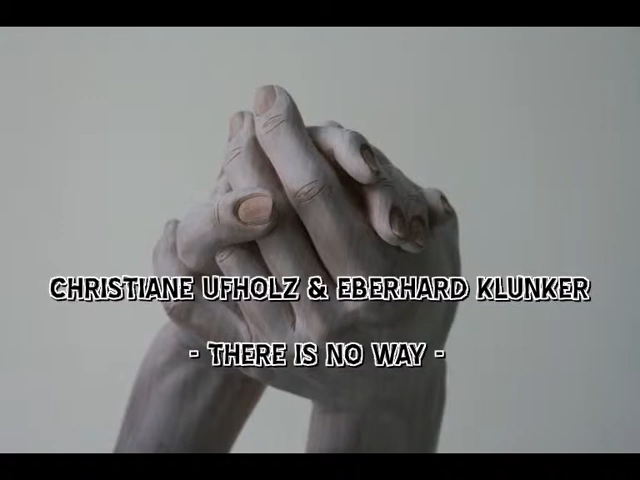 CHRISTIANE UFHOLZ & EBERHARD KLUNKER
- THERE IS NO WAY -